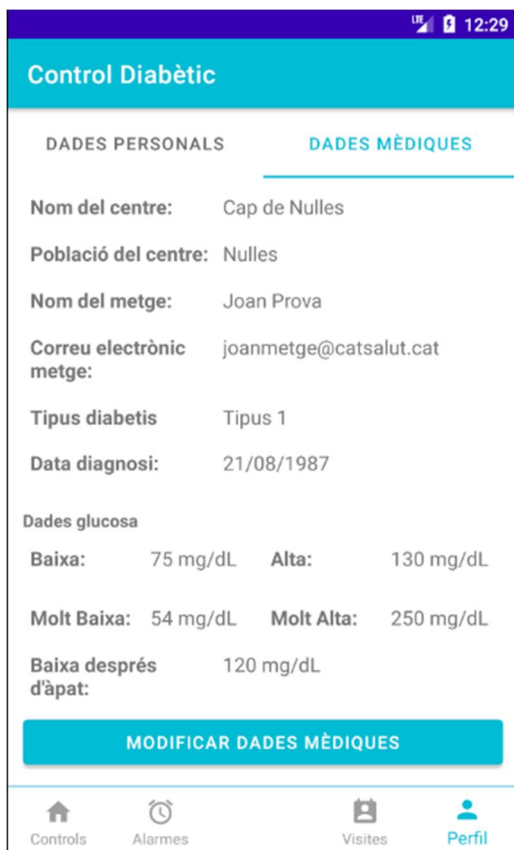 LTE 12:29
Control Diabètic
DADES PERSONALS DADES MÈDIQUES
Nom del centre: Cap de Nulles
Població del centre: Nulles
Nom del metge: Joan Prova
Correu electrònic joanmetge@catsalut.cat
metge:
Tipus diabetis Tipus 1
Data diagnosi: 21/08/1987
Dades glucosa
Baixa: 75 mg/dL Alta: 130 mg/dL
Molt Baixa: 54 mg/dL Molt Alta: 250 mg/dL
Baixa després 120 mg/dL
d'àpat:
MODIFICAR DADES MÈDIQUES
Controls Alarmes Visites Perfil